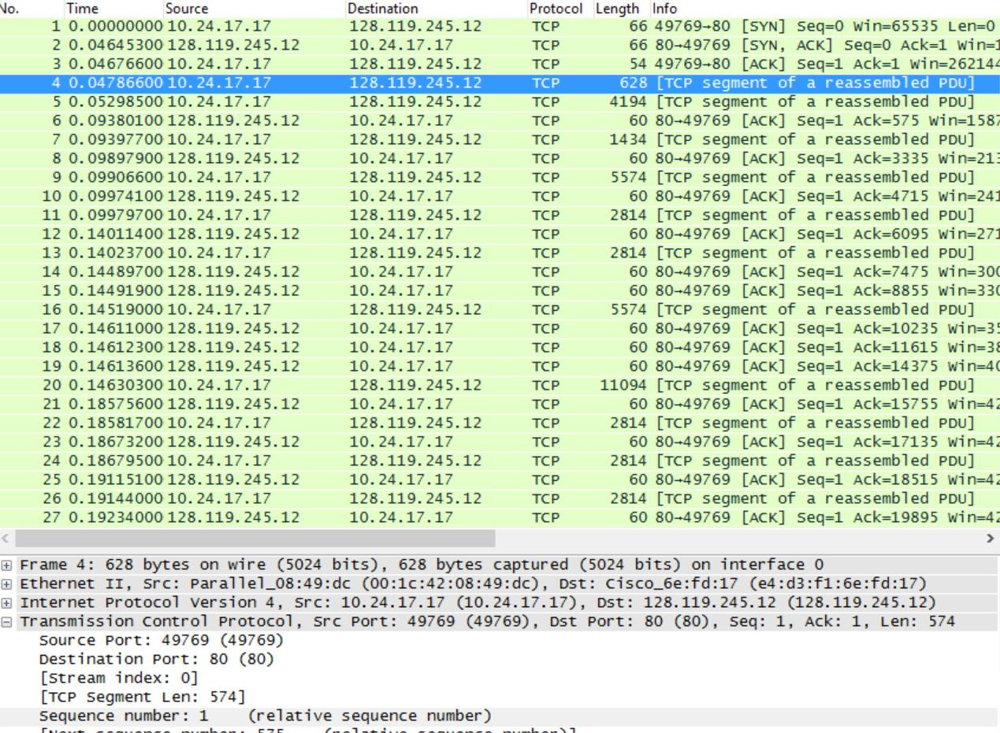 No. Time Source Destination Protocol Length Info
1 0.00000000 10.24.17.17 128.119.245.12 TCP 66 49769→80 [SYN] Seq=0 Win=65535 Len=0
2 0.04645300 128.119.245.12 10.24.17.17 TCP 66 80→49769 [SYN, ACK] Seq=0 Ack=1 Win=1
3 0.04676600 10.24.17.17 128.119.245.12 TCP 54 49769→80 [ACK] Seq=1 Ack=1 Win=262144
4 0.04786600 10.24.17.17 128.119.245.12 TCP 628 [TCP segment of a reassembled PDU]
5 0.05298500 10.24.17.17 128.119.245.12 TCP 4194 [TCP segment of a reassembled PDU]
6 0.09380100 128.119.245.12 10.24.17.17 TCP 60 80→49769 [ACK] Seq=1 Ack=575 Win=1587
7 0.09397700 10.24.17.17 128.119.245.12 TCP 1434 [TCP segment of a reassembled PDU]
8 0.09897900 128.119.245.12 10.24.17.17 TCP 60 80→49769 [ACK] Seq=1 Ack=3335 Win=213
9 0.09906600 10.24.17.17 128.119.245.12 TCP 5574 [TCP segment of a reassembled PDU]
10 0.09974100 128.119.245.12 10.24.17.17 TCP 60 80→49769 [ACK] Seq=1 Ack=4715 Win=241
11 0.09979700 10.24.17.17 128.119.245.12 TCP 2814 [TCP segment of a reassembled PDU]
12 0.14011400 128.119.245.12 10.24.17.17 TCP 60 80→49769 [ACK] Seq=1 Ack=6095 Win=271
13 0.14023700 10.24.17.17 128.119.245.12 TCP 2814 [TCP segment of a reassembled PDU]
14 0.14489700 128.119.245.12 10.24.17.17 TCP 60 80→49769 [ACK] Seq=1 Ack=7475 Win=300
15 0.14491900 128.119.245.12 10.24.17.17 TCP 60 80→49769 [ACK] Seq=1 Ack=8855 Win=330
16 0.14519000 10.24.17.17 128.119.245.12 TCP 5574 [TCP segment of a reassembled PDU]
17 0.14611000 128.119.245.12 10.24.17.17 TCP 60 80→49769 [ACK] Seq=1 Ack=10235 Win=35
18 0.14612300 128.119.245.12 10.24.17.17 TCP 60 80→49769 [ACK] Seq=1 Ack=11615 Win=38
19 0.14613600 128.119.245.12 10.24.17.17 TCP 60 80→49769 [ACK] Seq=1 Ack=14375 Win=40
20 0.14630300 10.24.17.17 128.119.245.12 TCP 11094 [TCP segment of a reassembled PDU]
21 0.18575600 128.119.245.12 10.24.17.17 TCP 60 80→49769 [ACK] Seq=1 Ack=15755 Win=42
22 0.18581700 10.24.17.17 128.119.245.12 TCP 2814 [TCP segment of a reassembled PDU]
23 0.18673200 128.119.245.12 10.24.17.17 TCP 60 80→49769 [ACK] Seq=1 Ack=17135 Win=42
24 0.18679500 10.24.17.17 128.119.245.12 TCP 2814 [TCP segment of a reassembled PDU]
25 0.19115100 128.119.245.12 10.24.17.17 TCP 60 80→49769 [ACK] Seq=1 Ack=18515 Win=42
26 0.19144000 10.24.17.17 128.119.245.12 TCP 2814 [TCP segment of a reassembled PDU]
27 0.19234000 128.119.245.12 10.24.17.17 TCP 60 80→49769 [ACK] Seq=1 Ack=19895 Win=42
Frame 4: 628 bytes on wire (5024 bits), 628 bytes captured (5024 bits) on interface 0
Ethernet II, Src: Parallel_08:49:dc (00:1c:42:08:49:dc), Dst: Cisco_6e:fd:17 (e4:d3:f1:6e:fd:17)
Internet Protocol Version 4, Src: 10.24.17.17 (10.24.17.17), Dst: 128.119.245.12 (128.119.245.12)
Transmission Control Protocol, Src Port: 49769 (49769), Dst Port: 80 (80), Seq: 1, Ack: 1, Len: 574
Source Port: 49769 (49769)
Destination Port: 80 (80)
[Stream index: 0]
[TCP Segment Len: 574]
Sequence number: 1 (relative sequence number)
[Next sequence number: 575 (relative sequence number)]